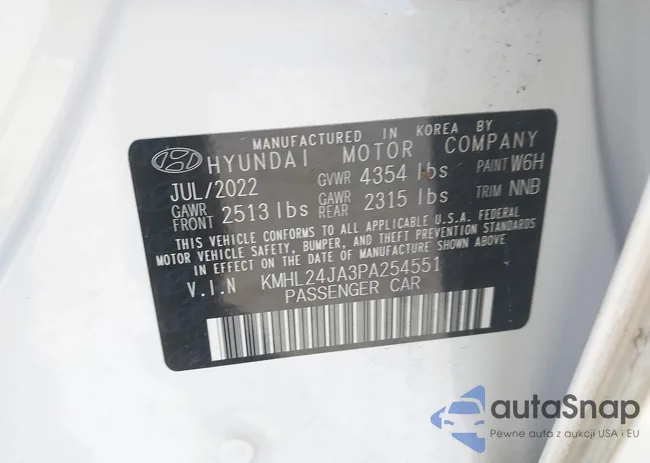 MANUFACTURED IN KOREA BY
HYUNDAI MOTOR COMPANY
JUL/2022 GVWR 4354 lbs PAINT W6H
GAWR FRONT 2513 lbs GAWR REAR 2315 lbs TRIM NNB
THIS VEHICLE CONFORMS TO ALL APPLICABLE U.S.A. FEDERAL
MOTOR VEHICLE SAFETY, BUMPER, AND THEFT PREVENTION STANDARDS
IN EFFECT ON THE DATE OF MANUFACTURE SHOWN ABOVE.
V.I.N KMHL24JA3PA254551
PASSENGER CAR
autoSnap
Pewne auta z aukcji USA i EU